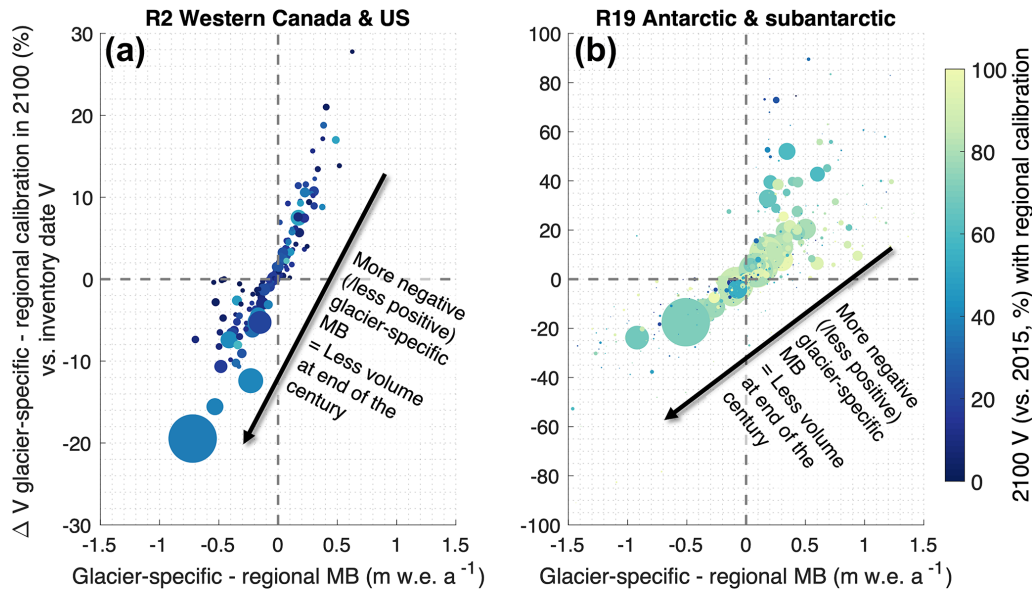 R2 Western Canada & US
R19 Antarctic & subantarctic
(a)
(b)
Δ V glacier-specific - regional calibration in 2100 (%)
vs. inventory date V
30
20
10
0
-10
-20
-30
-1.5
-1
-0.5
0
0.5
1
1.5
Glacier-specific - regional MB (m w.e. a⁻¹)
More negative
(/less positive)
glacier-specific
MB
= Less volume
at end of the
century
100
80
60
40
20
0
-20
-40
-60
-80
-100
-1.5
-1
-0.5
0
0.5
1
1.5
Glacier-specific - regional MB (m w.e. a⁻¹)
More negative
(/less positive)
glacier-specific
MB
= Less volume
at end of the
century
100
80
60
40
20
0
2100 V (vs. 2015, %) with regional calibration